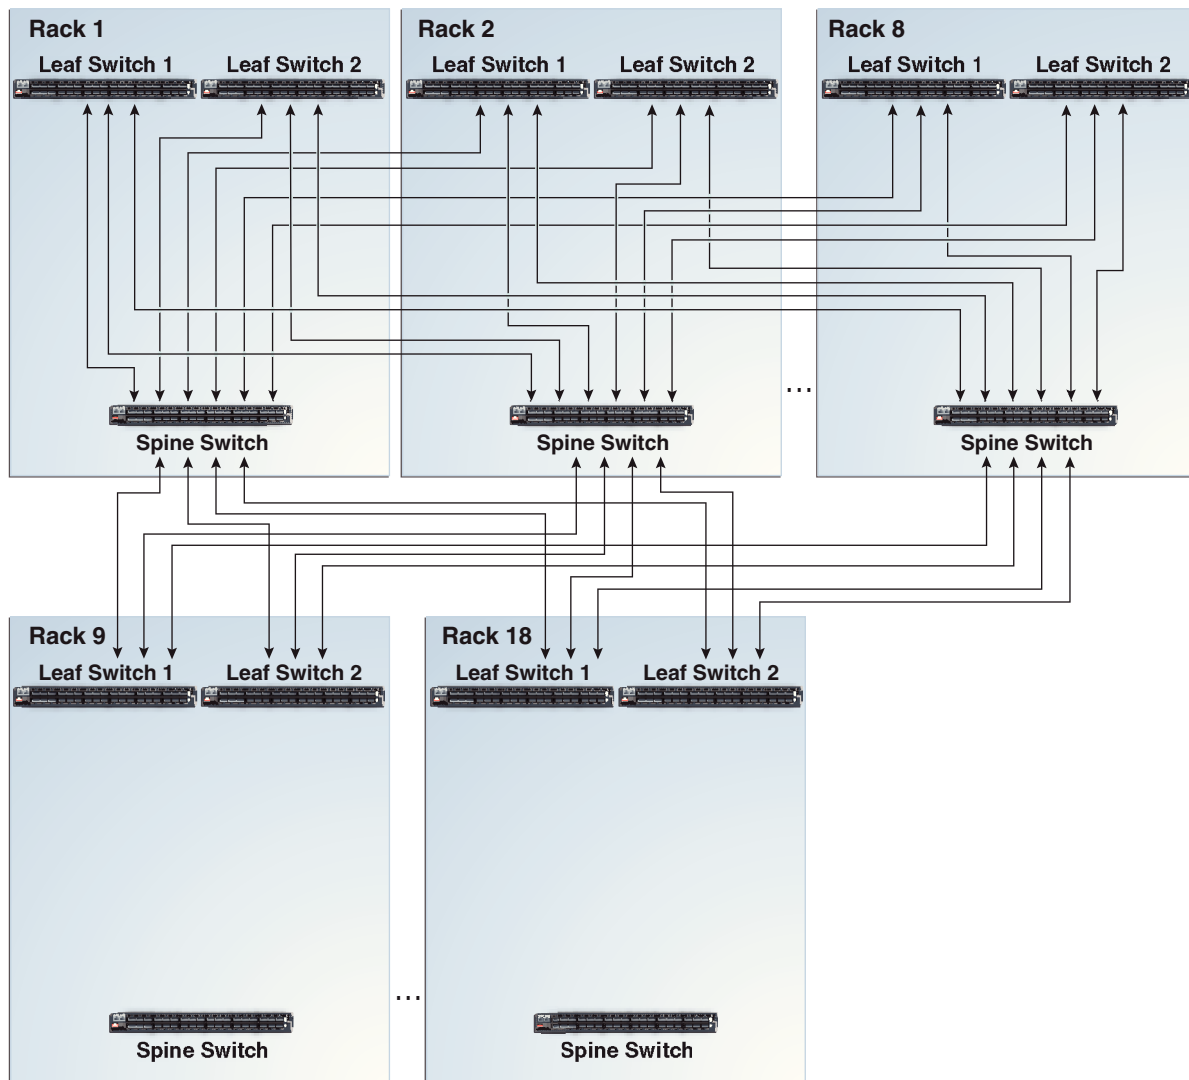 Rack 1
Leaf Switch 1
Leaf Switch 2
Spine Switch
Rack 2
Leaf Switch 1
Leaf Switch 2
Spine Switch
...
Rack 8
Leaf Switch 1
Leaf Switch 2
Spine Switch
Rack 9
Leaf Switch 1
Leaf Switch 2
Spine Switch
...
Rack 18
Leaf Switch 1
Leaf Switch 2
Spine Switch